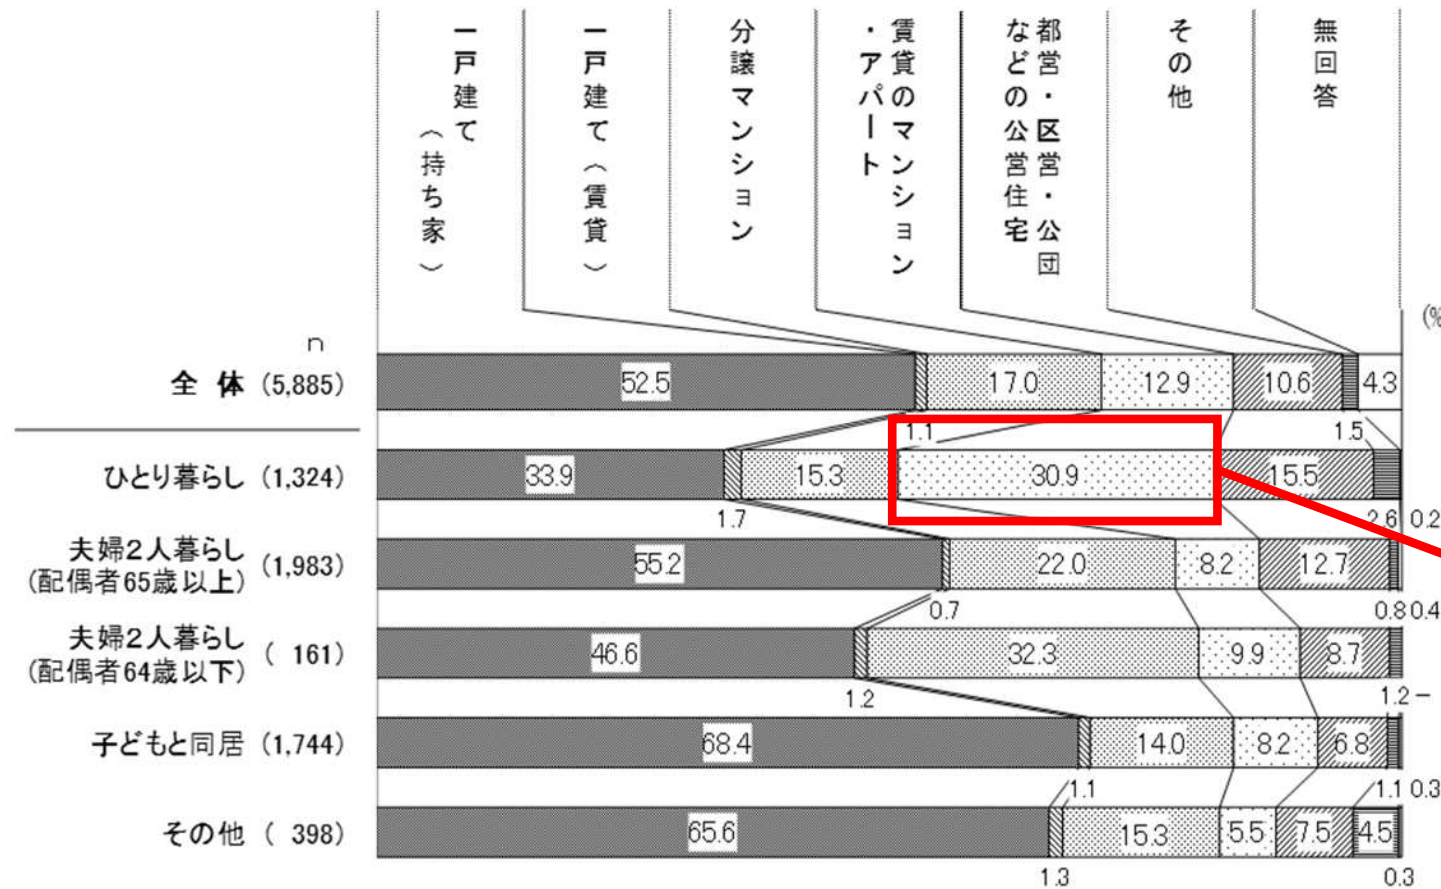 一戸建て
（持ち家）
一戸建て（賃貸）
分譲マンション
賃貸のマンション
・アパート
都営・区営・公団
などの公営住宅
その他
無回答
(%
n
全 体 (5,885) 52.5 17.0 12.9 10.6 4.3
1.1 1.5
ひとり暮らし (1,324) 33.9 15.3 30.9 15.5
1.7 2.6 0.2
夫婦2人暮らし
(配偶者65歳以上) (1,983) 55.2 22.0 8.2 12.7
0.7 0.8 0.4
夫婦2人暮らし
(配偶者64歳以下) ( 161) 46.6 32.3 9.9 8.7
1.2 1.2 －
子どもと同居 (1,744) 68.4 14.0 8.2 6.8
1.1 1.1 0.3
その他 ( 398) 65.6 15.3 5.5 7.5 4.5
1.3 0.3